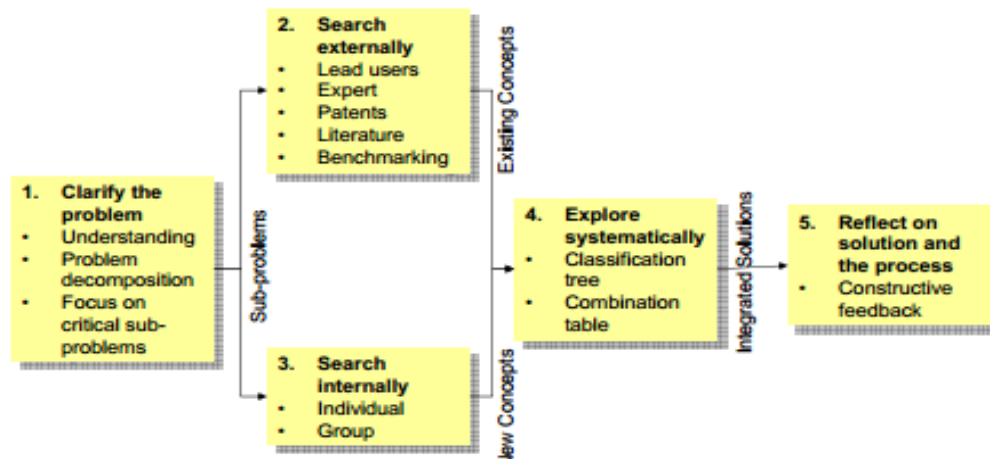 1. Clarify the
problem
• Understanding
• Problem
decomposition
• Focus on
critical sub-
problems
Sub-problems
2. Search
externally
• Lead users
• Expert
• Patents
• Literature
• Benchmarking
Existing Concepts
3. Search
internally
• Individual
• Group
New Concepts
4. Explore
systematically
• Classification
tree
• Combination
table
Integrated Solutions
5. Reflect on
solution and
the process
• Constructive
feedback